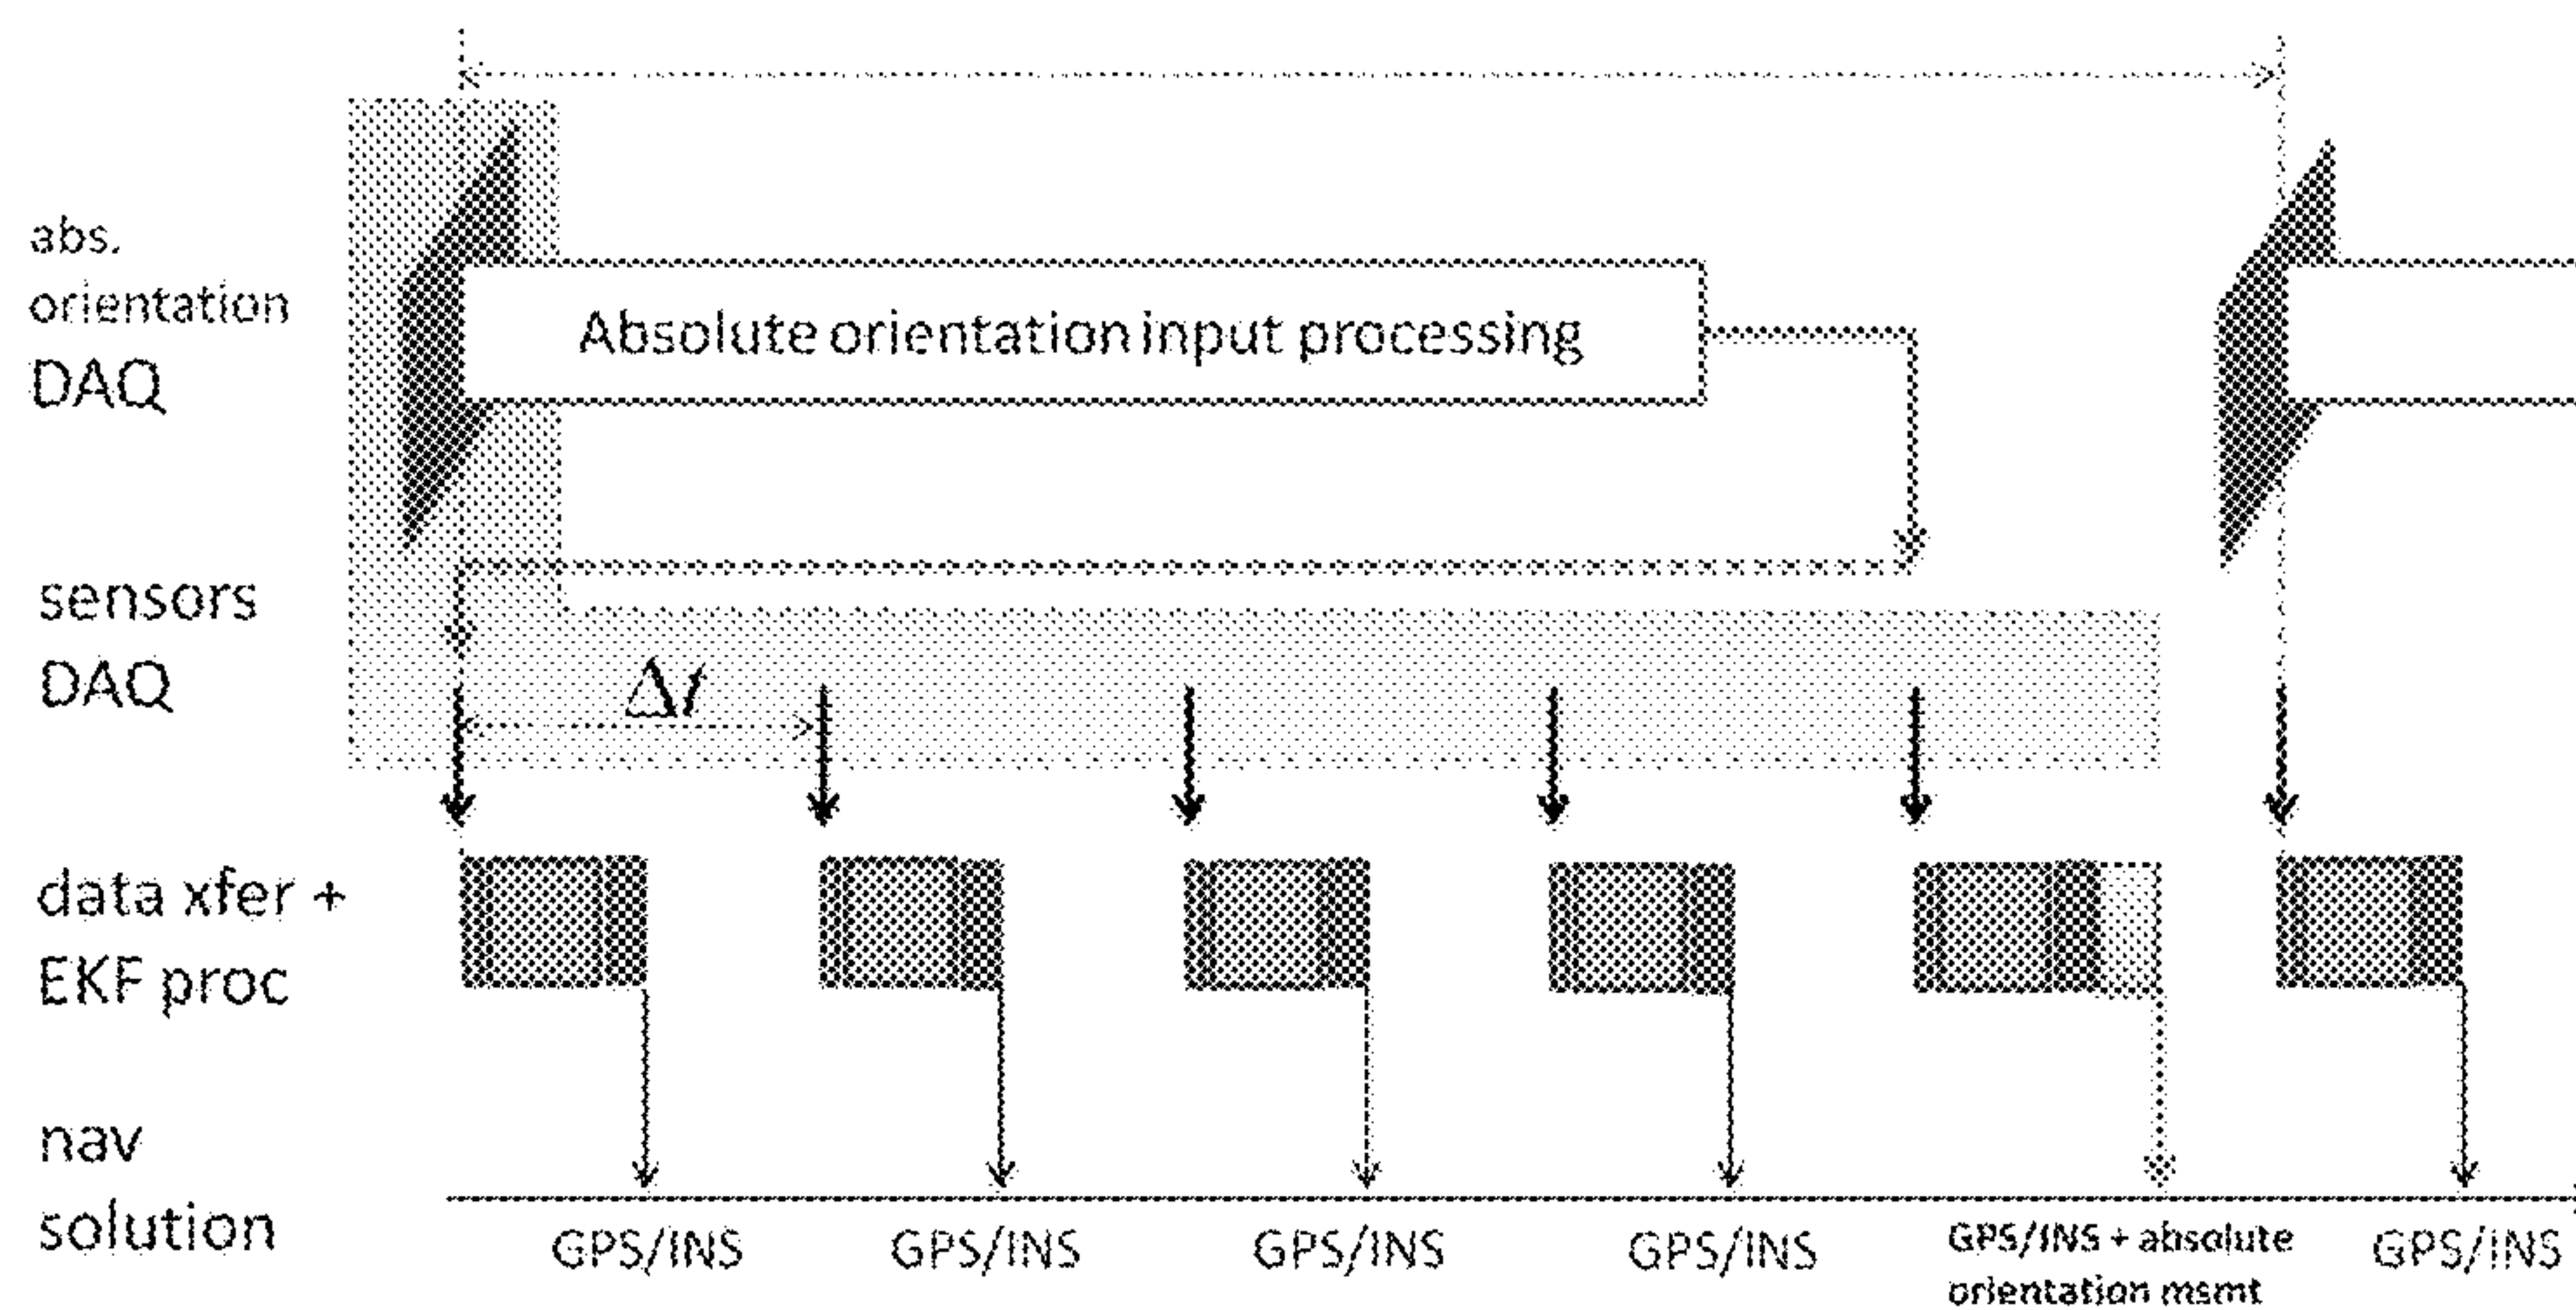 abs.
orientation
DAQ
Absolute orientation input processing
sensors
DAQ
Δt
data xfer +
EKF proc
nav
solution
GPS/INS
GPS/INS
GPS/INS
GPS/INS
GPS/INS + absolute
orientation msmt
GPS/INS